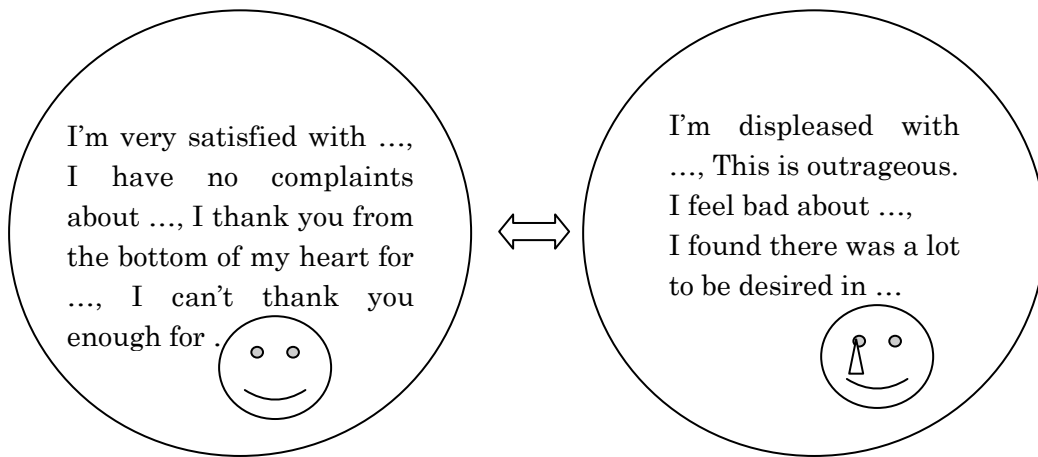 I’m very satisfied with …,
I have no complaints
about …, I thank you from
the bottom of my heart for
…, I can’t thank you
enough for .
I’m displeased with
…, This is outrageous.
I feel bad about …,
I found there was a lot
to be desired in …